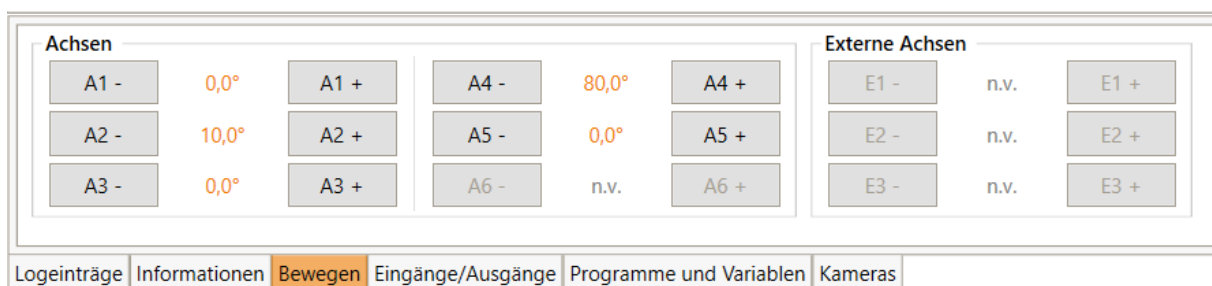 Achsen Externe Achsen
A1 - 0,0° A1 + A4 - 80,0° A4 + E1 - n.v. E1 +
A2 - 10,0° A2 + A5 - 0,0° A5 + E2 - n.v. E2 +
A3 - 0,0° A3 + A6 - n.v. A6 + E3 - n.v. E3 +
Logeinträge Informationen Bewegen Eingänge/Ausgänge Programme und Variablen Kameras